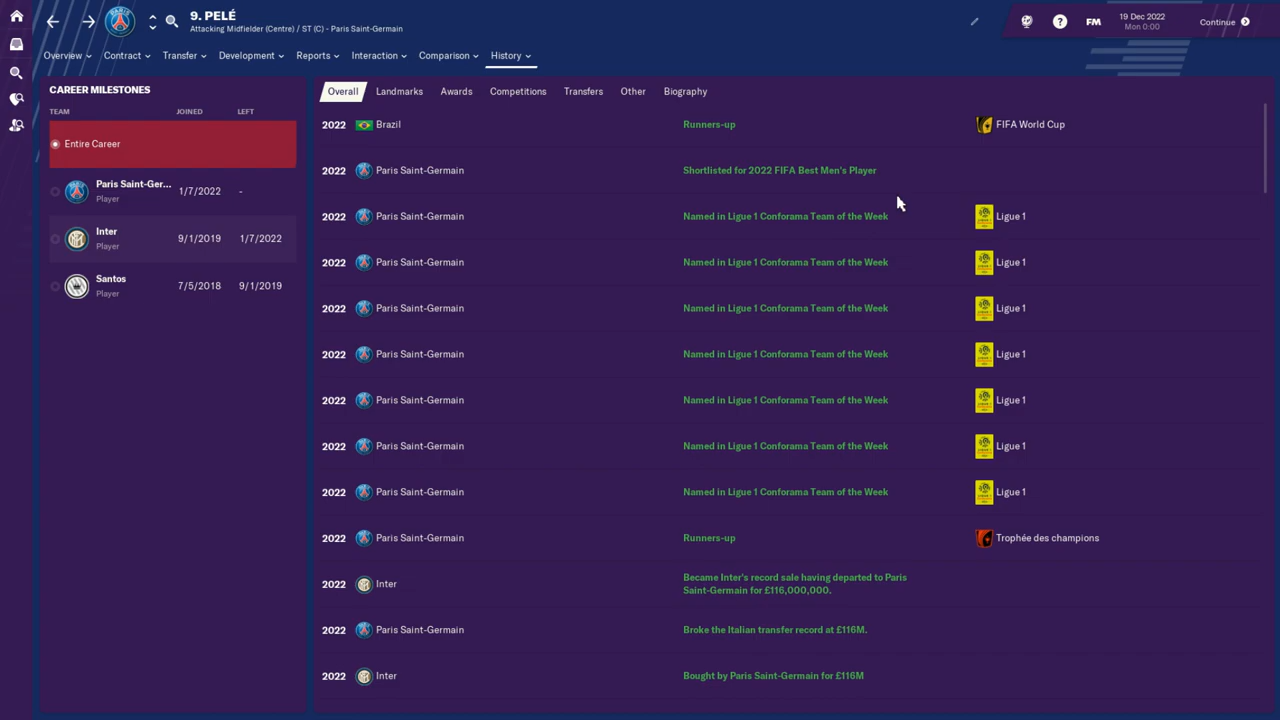 9. PELÉ
Attacking Midfielder (Centre) / ST (C) - Paris Saint-Germain
FM
19 Dec 2022
Mon 0:00
Continue
Overview
Contract
Transfer
Development
Reports
Interaction
Comparison
History
CAREER MILESTONES
TEAM JOINED LEFT
Entire Career
Paris Saint-Ger... 1/7/2022 -
Player
Inter 9/1/2019 1/7/2022
Player
Santos 7/5/2018 9/1/2019
Player
Overall Landmarks Awards Competitions Transfers Other Biography
2022 Brazil Runners-up FIFA World Cup
2022 Paris Saint-Germain Shortlisted for 2022 FIFA Best Men's Player
2022 Paris Saint-Germain Named in Ligue 1 Conforama Team of the Week Ligue 1
2022 Paris Saint-Germain Named in Ligue 1 Conforama Team of the Week Ligue 1
2022 Paris Saint-Germain Named in Ligue 1 Conforama Team of the Week Ligue 1
2022 Paris Saint-Germain Named in Ligue 1 Conforama Team of the Week Ligue 1
2022 Paris Saint-Germain Named in Ligue 1 Conforama Team of the Week Ligue 1
2022 Paris Saint-Germain Named in Ligue 1 Conforama Team of the Week Ligue 1
2022 Paris Saint-Germain Named in Ligue 1 Conforama Team of the Week Ligue 1
2022 Paris Saint-Germain Runners-up Trophée des champions
2022 Inter Became Inter's record sale having departed to Paris
Saint-Germain for £116,000,000.
2022 Paris Saint-Germain Broke the Italian transfer record at £116M.
2022 Inter Bought by Paris Saint-Germain for £116M